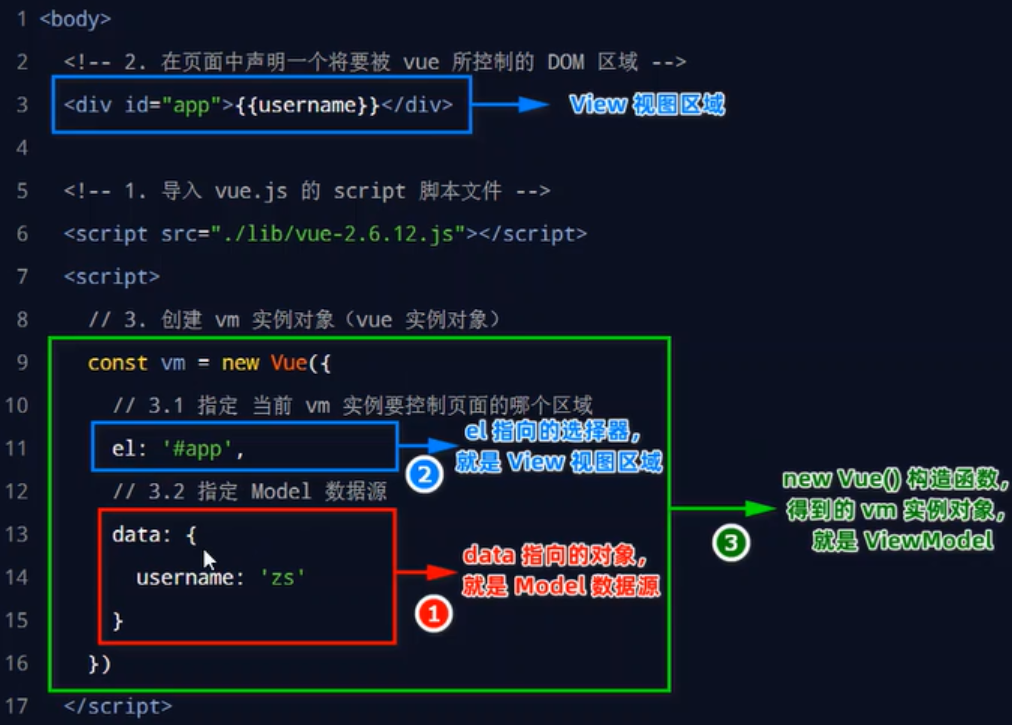 1 <body>
2 <!-- 2. 在页面中声明一个将要被 vue 所控制的 DOM 区域 -->
3 <div id="app">{{username}}</div>
View 视图区域
4
5 <!-- 1. 导入 vue.js 的 script 脚本文件 -->
6 <script src="./lib/vue-2.6.12.js"></script>
7 <script>
8 // 3. 创建 vm 实例对象（vue 实例对象）
9 const vm = new Vue({
10 // 3.1 指定 当前 vm 实例要控制页面的哪个区域
11 el: '#app',
2
el 指向的选择器，
就是 View 视图区域
12 // 3.2 指定 Model 数据源
13 data: {
14 username: 'zs'
15 }
1
data 指向的对象，
就是 Model 数据源
16 })
3
new Vue() 构造函数，
得到的 vm 实例对象，
就是 ViewModel
17 </script>